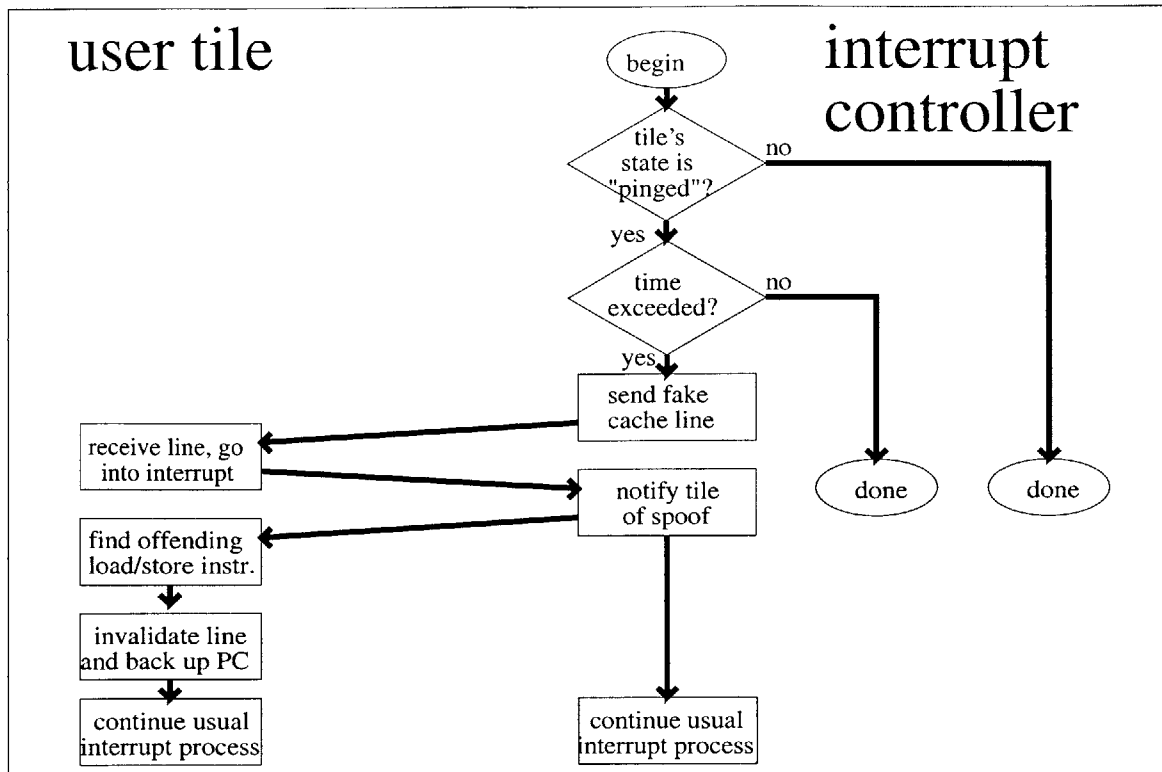 user tile
interrupt
controller
begin
tile's
state is
"pinged"?
no
yes
time
exceeded?
no
yes
send fake
cache line
receive line, go
into interrupt
notify tile
of spoof
done
done
find offending
load/store instr.
invalidate line
and back up PC
continue usual
interrupt process
continue usual
interrupt process